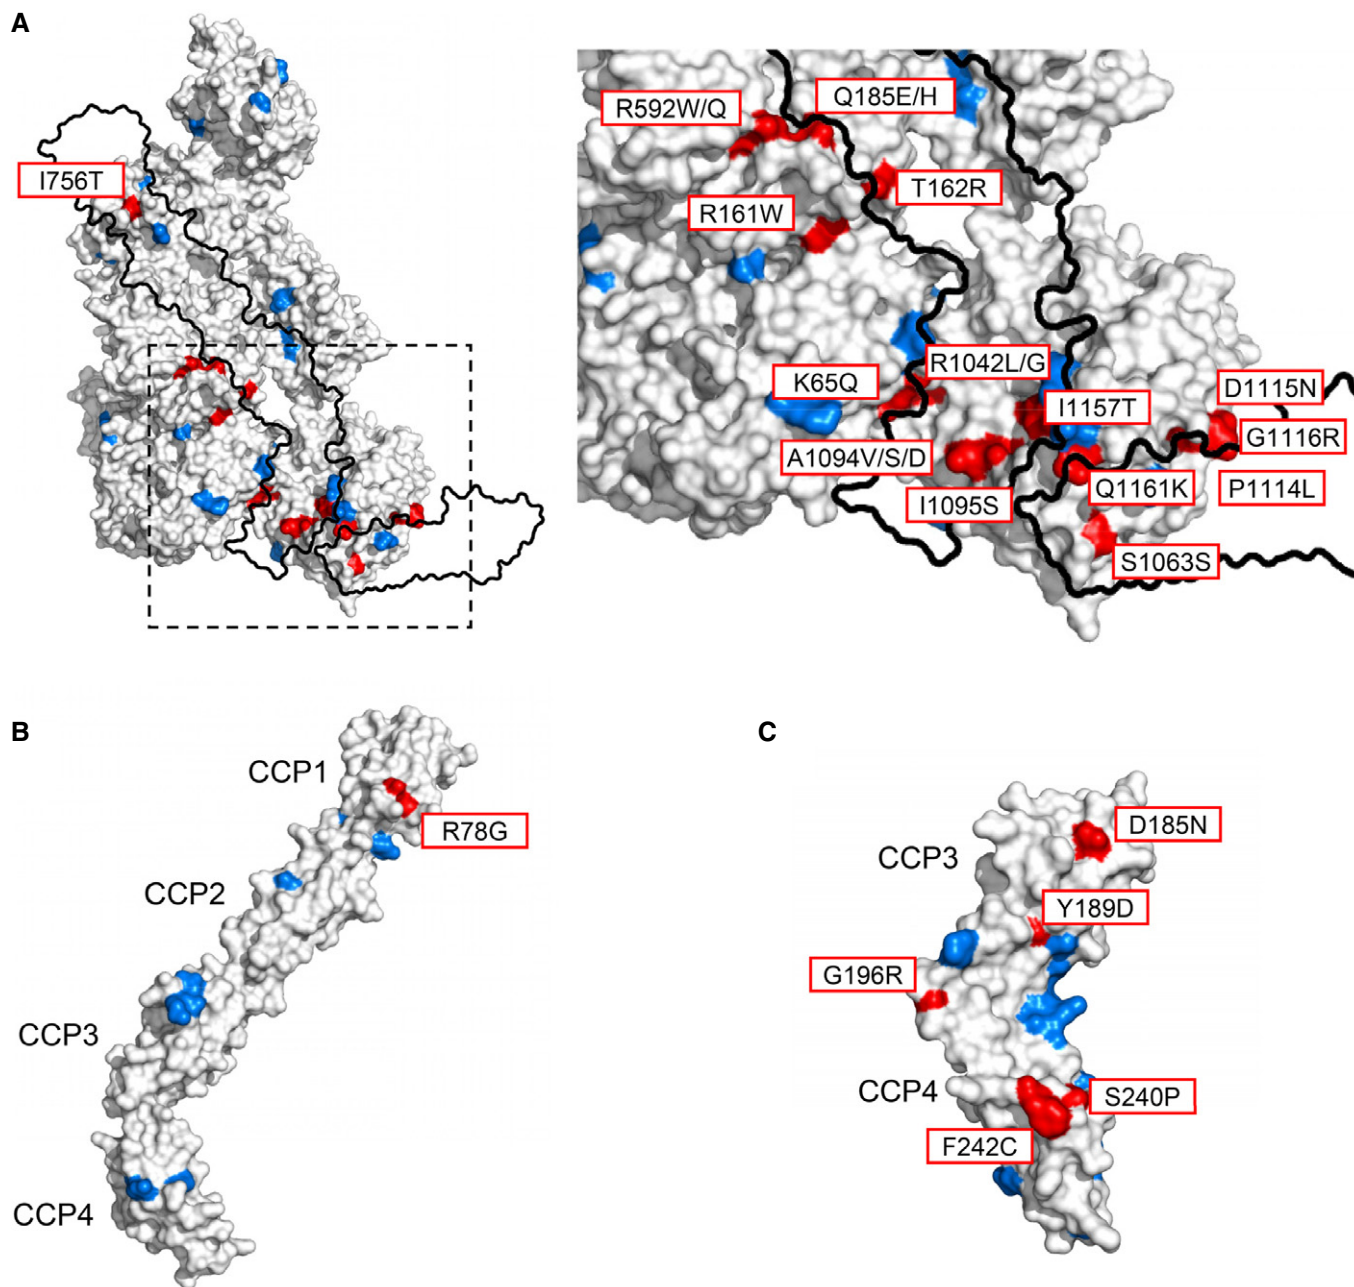 A
I756T
R592W/Q
Q185E/H
T162R
R161W
R1042L/G
K65Q
D1115N
I1157T
G1116R
A1094V/S/D
Q1161K
P1114L
I1095S
S1063S
B
CCP1
R78G
CCP2
CCP3
CCP4
C
D185N
CCP3
Y189D
G196R
CCP4
S240P
F242C